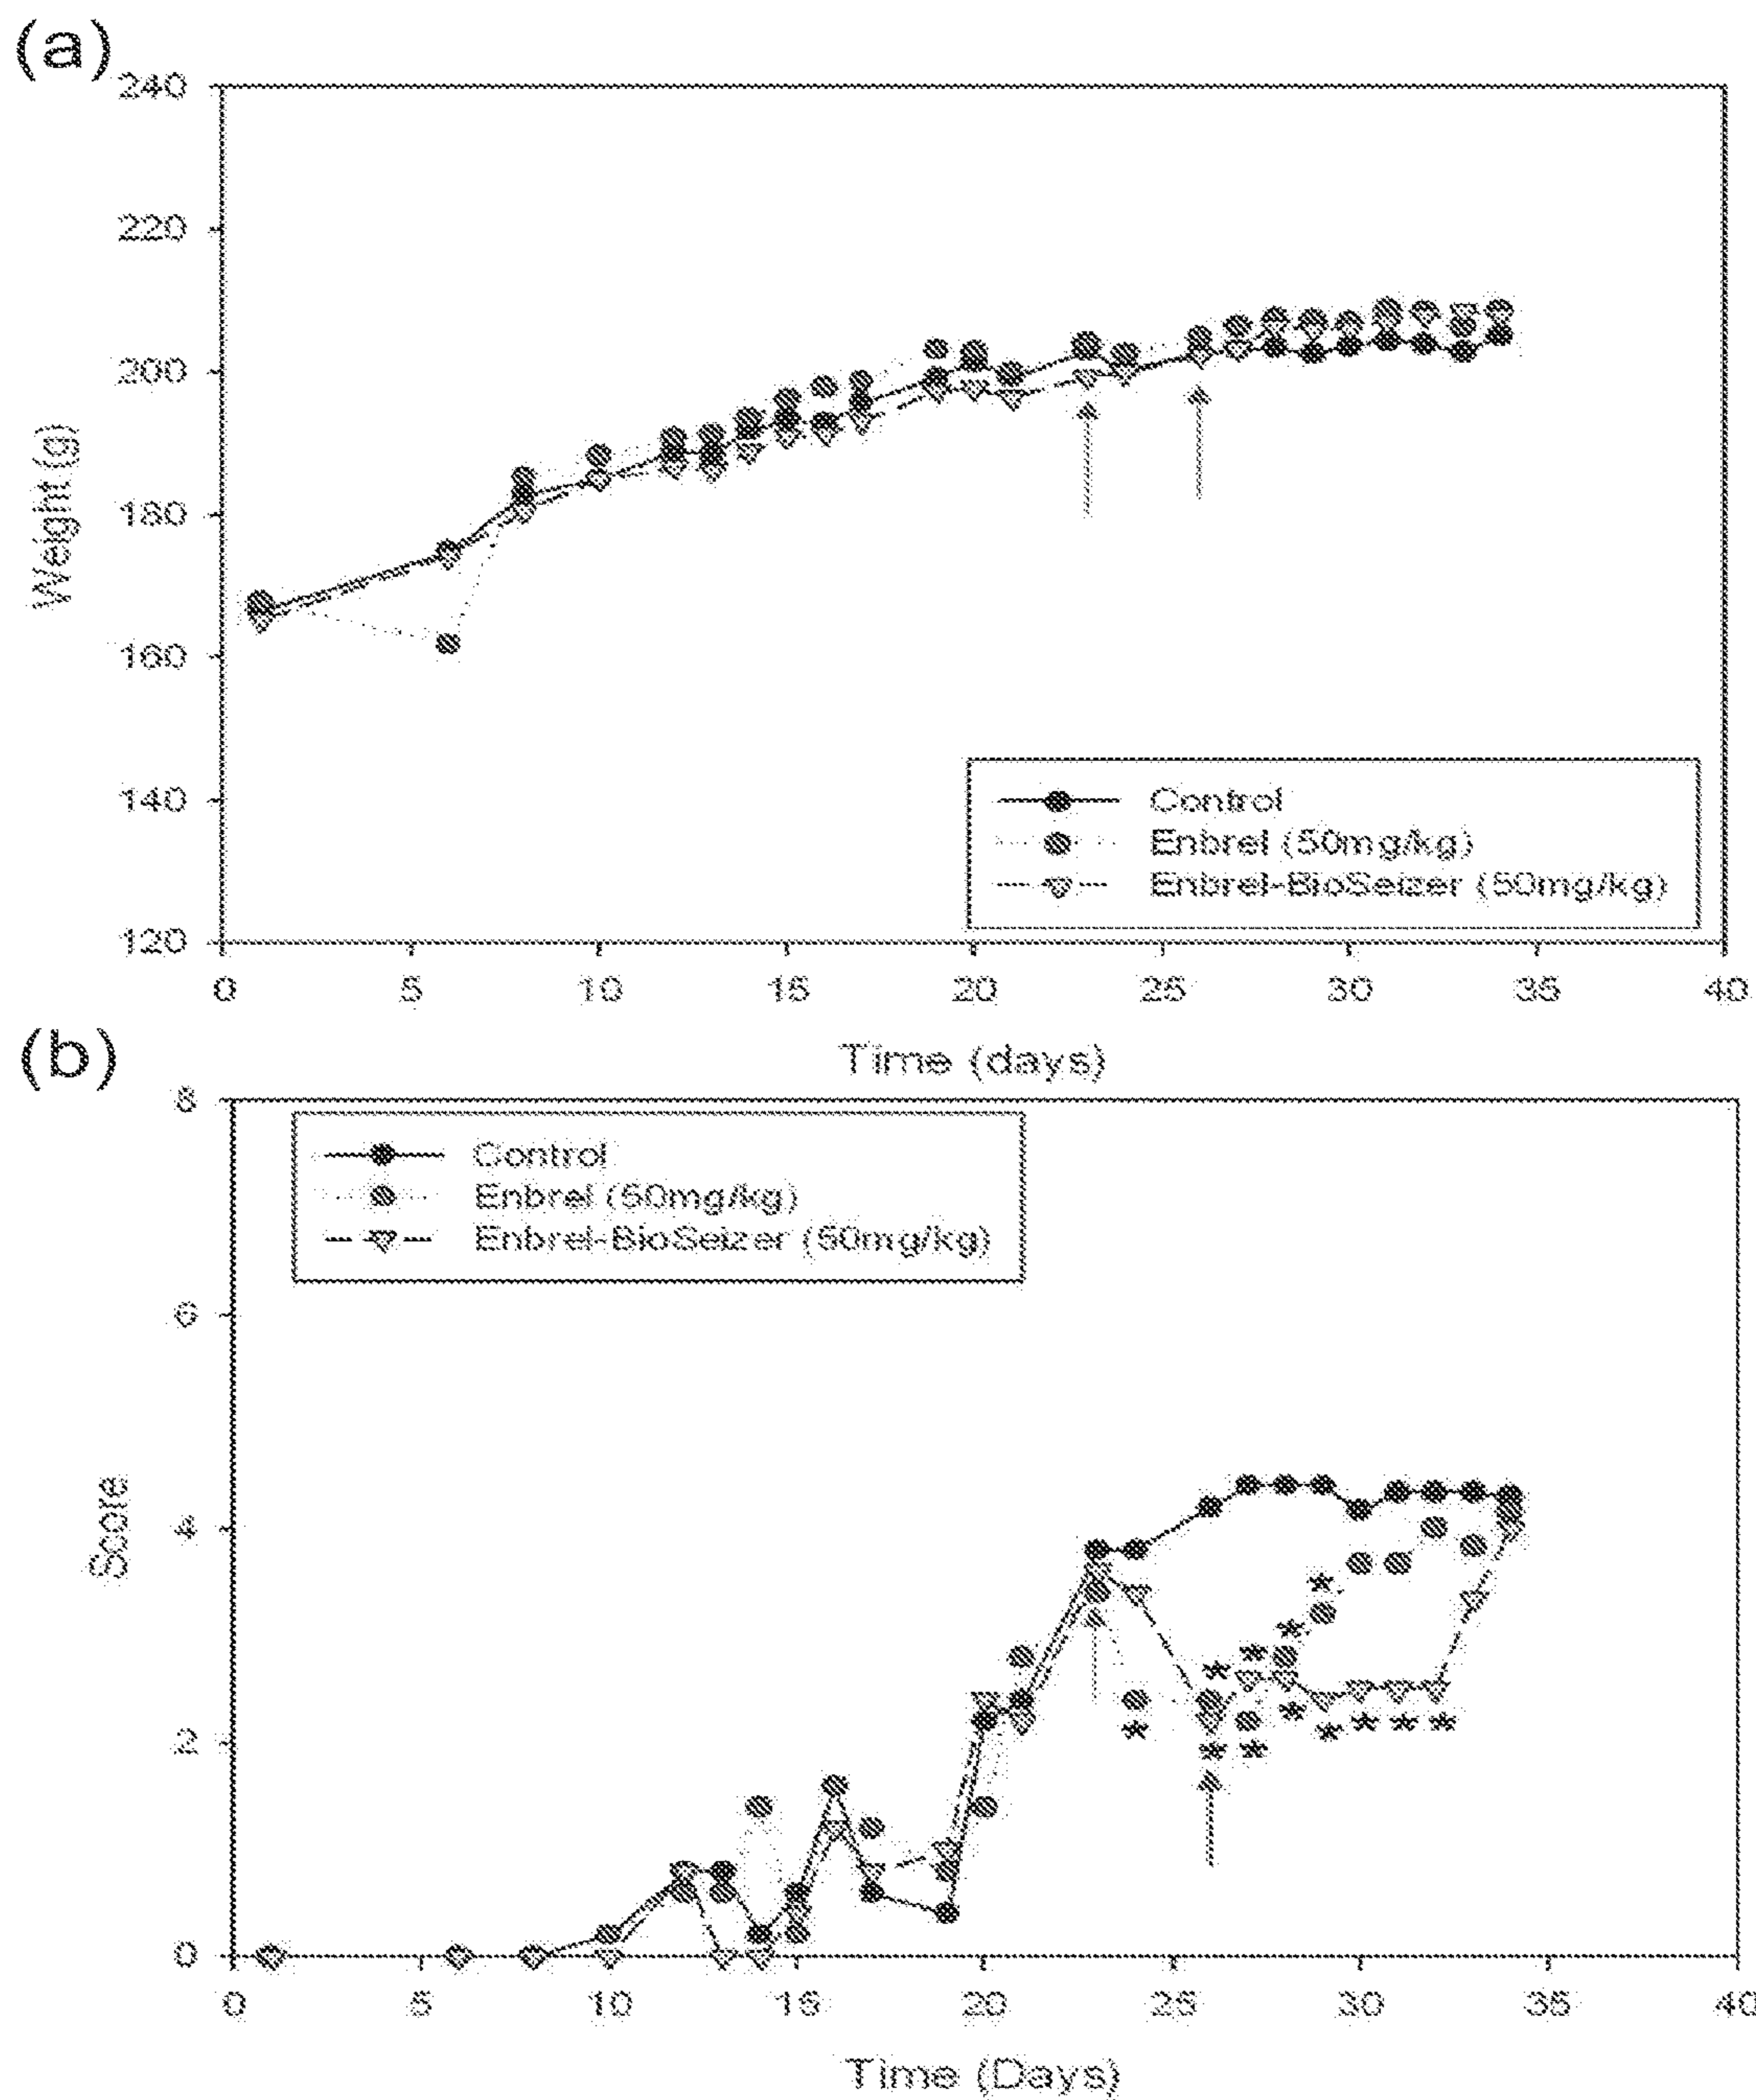 (a)
240
220
200
180
160
140
120
Weight (g)
Control
Enbrel (50mg/kg)
Enbrel-BioSeizer (50mg/kg)
0 5 10 15 20 25 30 35 40
Time (days)
(b)
8
6
4
2
0
Score
Control
Enbrel (50mg/kg)
Enbrel-BioSeizer (50mg/kg)
* * * * * * * * * * * *
0 5 10 15 20 25 30 35 40
Time (Days)